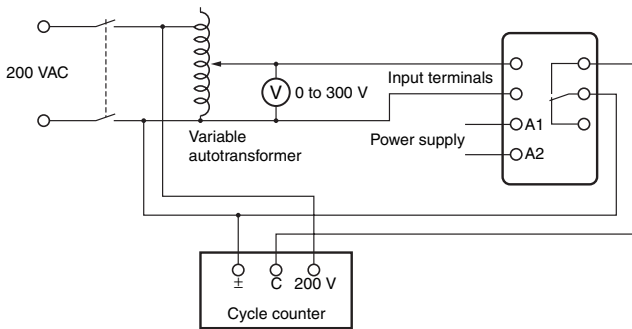 200 VAC
V
0 to 300 V
Variable
autotransformer
Input terminals
Power supply
A1
A2
± C 200 V
Cycle counter